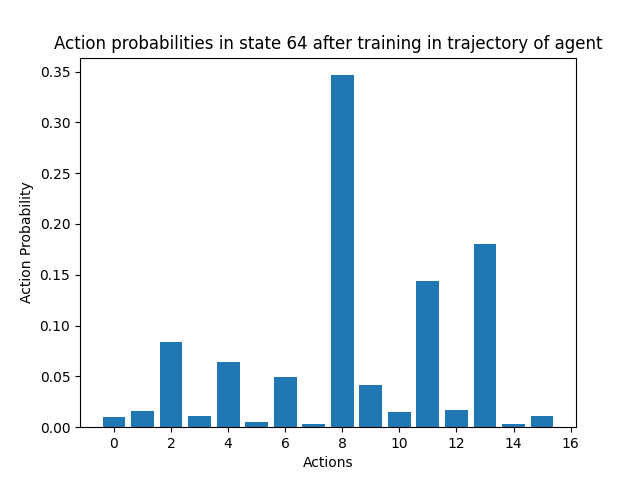 Action probabilities in state 64 after training in trajectory of agent
0.35
0.30
0.25
0.20
0.15
0.10
0.05
0.00
Action Probability
0 2 4 6 8 10 12 14 16
Actions